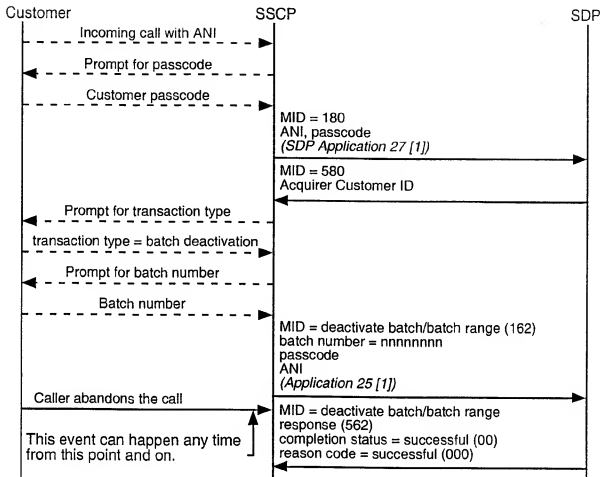 Customer SSCP SDP
Incoming call with ANI
Prompt for passcode
Customer passcode
MID = 180
ANI, passcode
(SDP Application 27 [1])
MID = 580
Acquirer Customer ID
Prompt for transaction type
transaction type = batch deactivation
Prompt for batch number
Batch number
MID = deactivate batch/batch range (162)
batch number = nnnnnnnn
passcode
ANI
(Application 25 [1])
Caller abandons the call
This event can happen any time
from this point and on.
MID = deactivate batch/batch range
response (562)
completion status = successful (00)
reason code = successful (000)